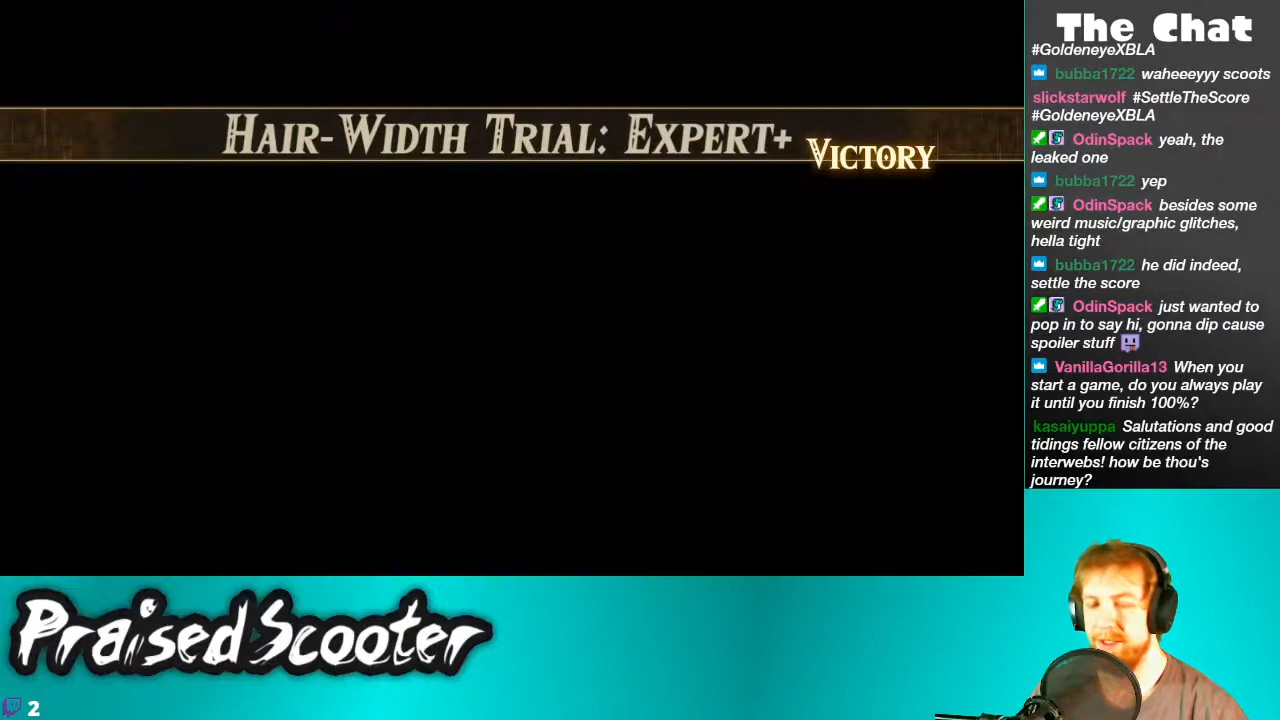 Hair-Width Trial: Expert+
Victory
The Chat
#GoldeneyeXBLA
bubba1722 waheeeyyy scoots
slickstarwolf #SettleTheScore
#GoldeneyeXBLA
OdinSpack yeah, the
leaked one
bubba1722 yep
OdinSpack besides some
weird music/graphic glitches,
hella tight
bubba1722 he did indeed,
settle the score
OdinSpack just wanted to
pop in to say hi, gonna dip cause
spoiler stuff
VanillaGorilla13 When you
start a game, do you always play
it until you finish 100%?
kasaiyuppa Salutations and good
tidings fellow citizens of the
interwebs! how be thou's
journey?
PraisedScooter
2